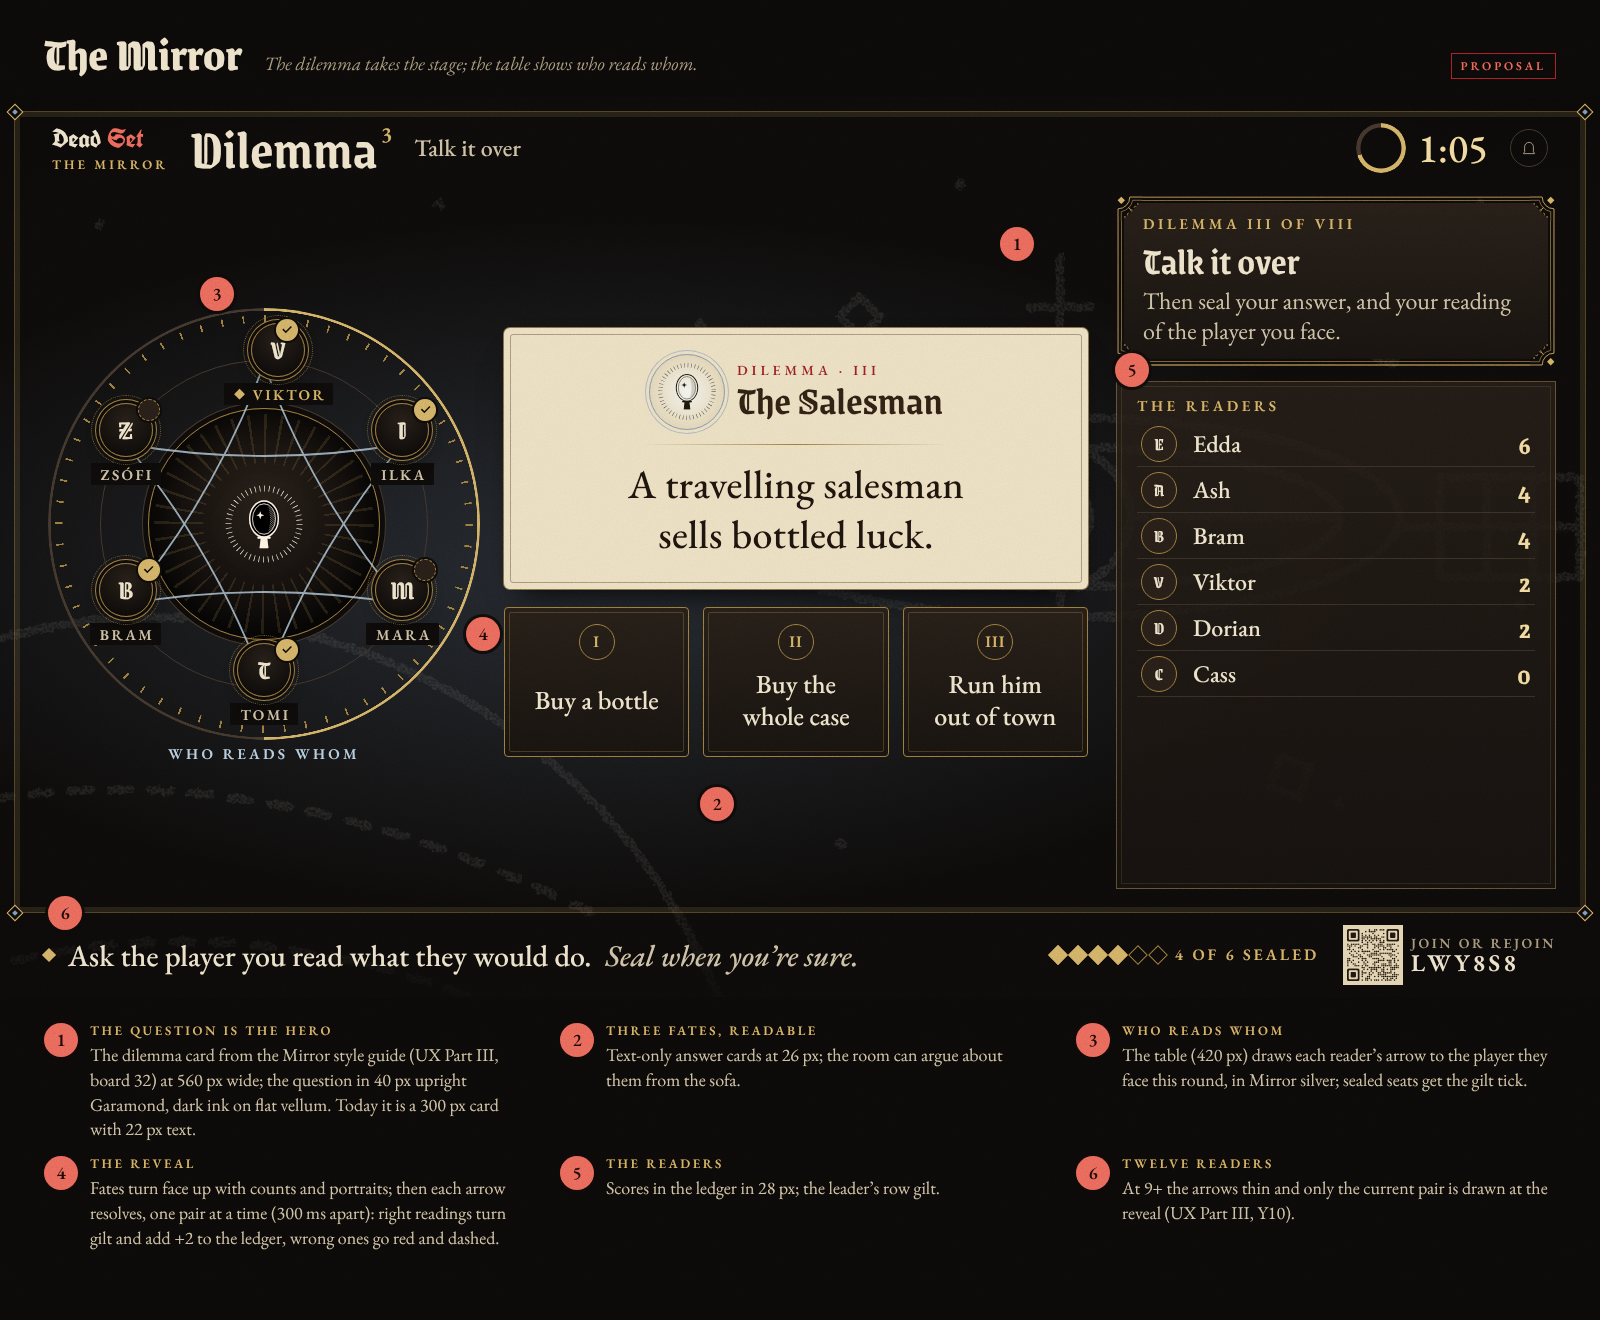 The Mirror
The dilemma takes the stage; the table shows who reads whom.
PROPOSAL
Dead Set
THE MIRROR
Dilemma 3
Talk it over
1:05
1
3
V
VIKTOR
Z
ZSÓFI
I
ILKA
B
BRAM
M
MARA
T
TOMI
WHO READS WHOM
DILEMMA · III
The Salesman
A travelling salesman
sells bottled luck.
4
I
Buy a bottle
II
Buy the
whole case
III
Run him
out of town
2
DILEMMA III OF VIII
Talk it over
Then seal your answer, and your reading
of the player you face.
5
THE READERS
E Edda 6
A Ash 4
B Bram 4
V Viktor 2
D Dorian 2
C Cass 0
6
Ask the player you read what they would do. Seal when you’re sure.
4 OF 6 SEALED
JOIN OR REJOIN
LWY8S8
1
THE QUESTION IS THE HERO
The dilemma card from the Mirror style guide (UX Part III,
board 32) at 560 px wide; the question in 40 px upright
Garamond, dark ink on flat vellum. Today it is a 300 px card
with 22 px text.
2
THREE FATES, READABLE
Text-only answer cards at 26 px; the room can argue about
them from the sofa.
3
WHO READS WHOM
The table (420 px) draws each reader’s arrow to the player they
face this round, in Mirror silver; sealed seats get the gilt tick.
4
THE REVEAL
Fates turn face up with counts and portraits; then each arrow
resolves, one pair at a time (300 ms apart): right readings turn
gilt and add +2 to the ledger, wrong ones go red and dashed.
5
THE READERS
Scores in the ledger in 28 px; the leader’s row gilt.
6
TWELVE READERS
At 9+ the arrows thin and only the current pair is drawn at the
reveal (UX Part III, Y10).